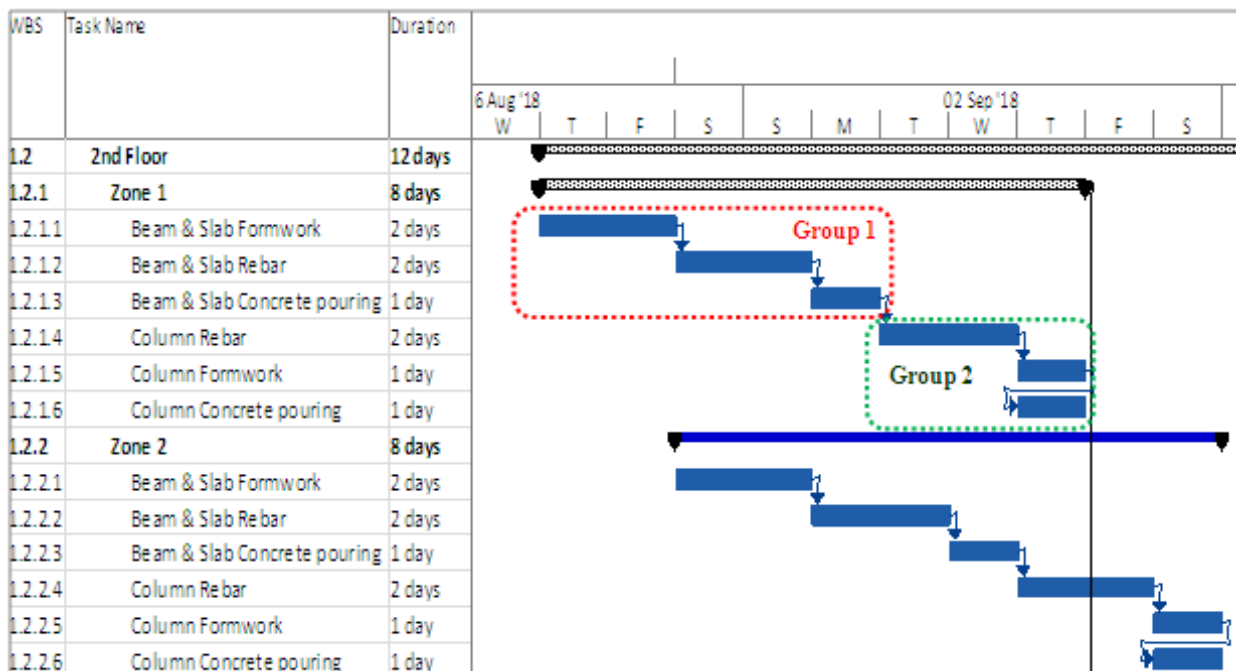 WBS Task Name Duration
6 Aug '18 02 Sep '18
W T F S S M T W T F S
1.2 2nd Floor 12 days
1.2.1 Zone 1 8 days
1.2.1.1 Beam & Slab Formwork 2 days
Group 1
1.2.1.2 Beam & Slab Rebar 2 days
1.2.1.3 Beam & Slab Concrete pouring 1 day
1.2.1.4 Column Rebar 2 days
1.2.1.5 Column Formwork 1 day
Group 2
1.2.1.6 Column Concrete pouring 1 day
1.2.2 Zone 2 8 days
1.2.2.1 Beam & Slab Formwork 2 days
1.2.2.2 Beam & Slab Rebar 2 days
1.2.2.3 Beam & Slab Concrete pouring 1 day
1.2.2.4 Column Rebar 2 days
1.2.2.5 Column Formwork 1 day
1.2.2.6 Column Concrete pouring 1 day